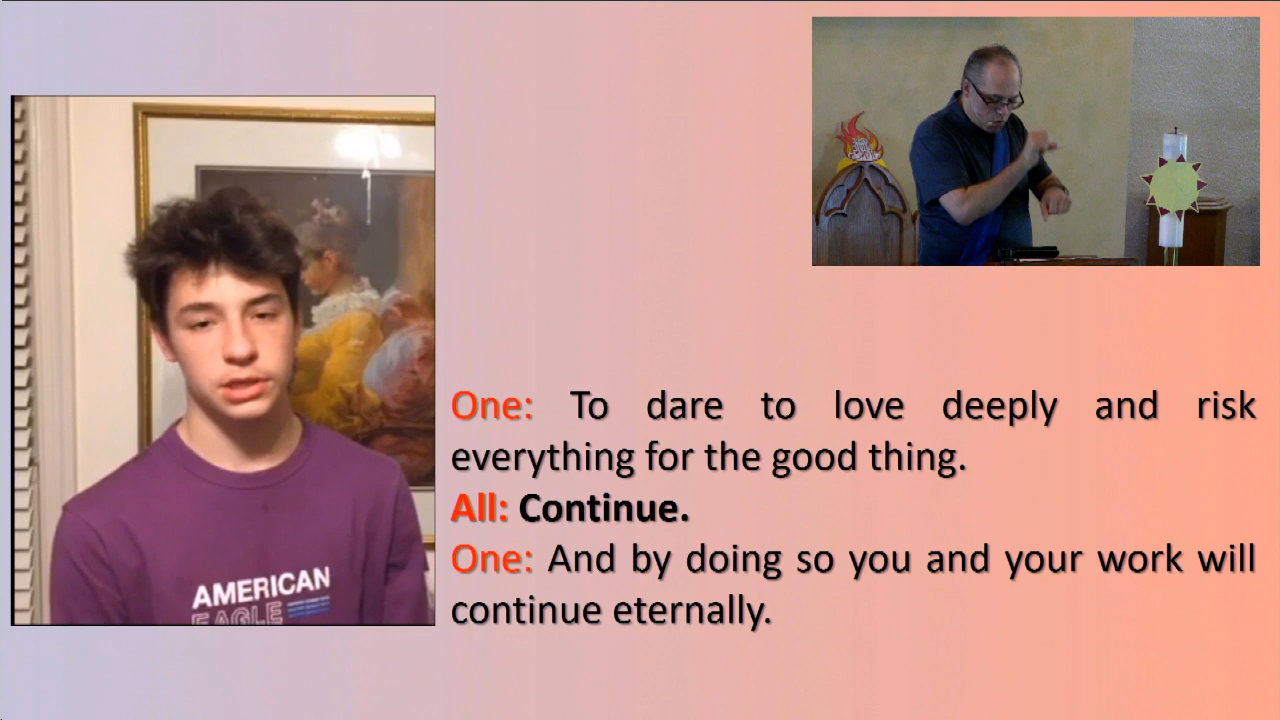 One: To dare to love deeply and risk
everything for the good thing.
All: Continue.
One: And by doing so you and your work will
continue eternally.
AMERICAN
EAGLE